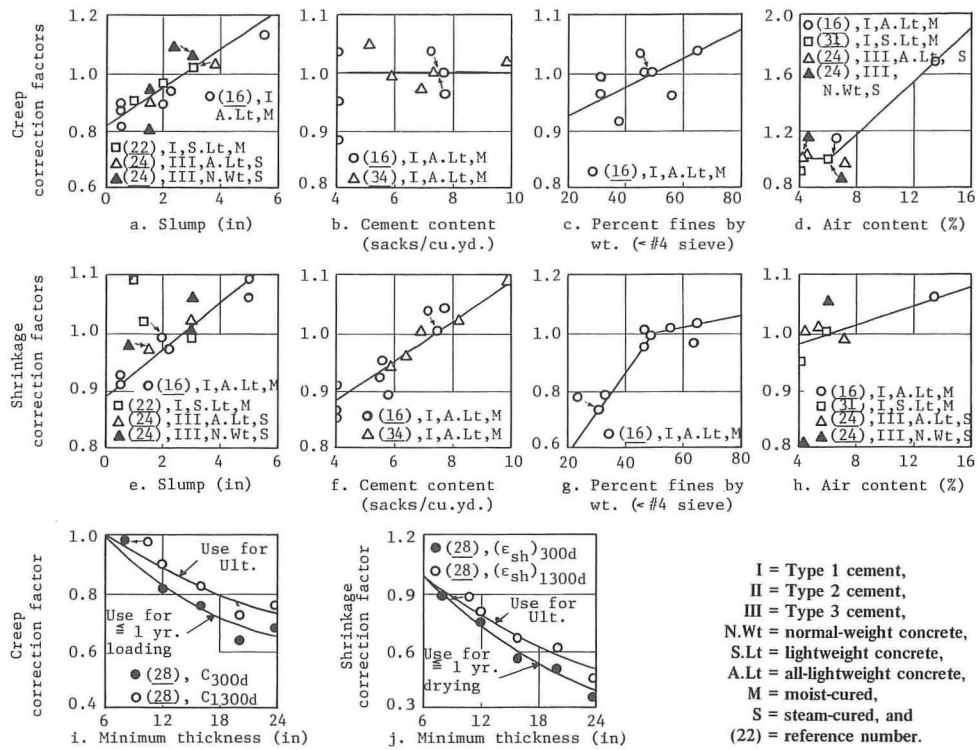 Creep
correction factors
1.2
1.1
1.0
0.9
0.8
0.7
0.6
0 2 4 6
(16),I
A.Lt,M
(22),I,S.Lt,M
(24),III,A.Lt,S
(24),III,N.Wt,S
a. Slump (in)
1.1
1.0
0.9
0.8
4 6 8 10
(16),I,A.Lt,M
(34),I,A.Lt,M
b. Cement content
(sacks/cu.yd.)
1.1
1.0
0.9
0.8
20 40 60 80
(16),I,A.Lt,M
c. Percent fines by
wt. (<#4 sieve)
2.1
1.9
1.6
1.2
1.0
0.8
4 8 12 16
(16),I,A.Lt,M
(31),I,S.Lt,M
(24),III,A.Lt, S
(24),III,
N.Wt,S
d. Air content (%)
Shrinkage
correction factors
1.1
1.0
0.9
0.8
0 2 4 6
(16),I,A.Lt,M
(22),I,S.Lt,M
(24),III,A.Lt,S
(24),III,N.Wt,S
e. Slump (in)
1.1
1.0
0.9
0.8
4 6 8 10
(16),I,A.Lt,M
(34),I,A.Lt,M
f. Cement content
(sacks/cu.yd.)
1.2
1.0
0.8
0.6
20 40 60 80
(16),I,A.Lt,M
g. Percent fines by
wt. (<#4 sieve)
1.1
1.0
0.9
0.8
4 8 12 16
(16),I,A.Lt,M
(31),I,S.Lt,M
(24),III,A.Lt,S
(24),III,N.Wt,S
h. Air content (%)
Creep
correction factor
1.0
0.8
0.6
0.4
6 12 18 24
Use for
Ult.
Use for
≦ 1 yr.
loading
(28), C300d
(28), C1300d
i. Minimum thickness (in)
Shrinkage
correction factor
1.2
0.9
0.6
0.3
6 12 18 24
(28),(εsh)300d
(28),(εsh)1300d
Use for
Ult.
Use for
≦ 1 yr.
drying
j. Minimum thickness (in)
I = Type 1 cement,
II = Type 2 cement,
III = Type 3 cement,
N.Wt = normal-weight concrete,
S.Lt = lightweight concrete,
A.Lt = all-lightweight concrete,
M = moist-cured,
S = steam-cured, and
(22) = reference number.